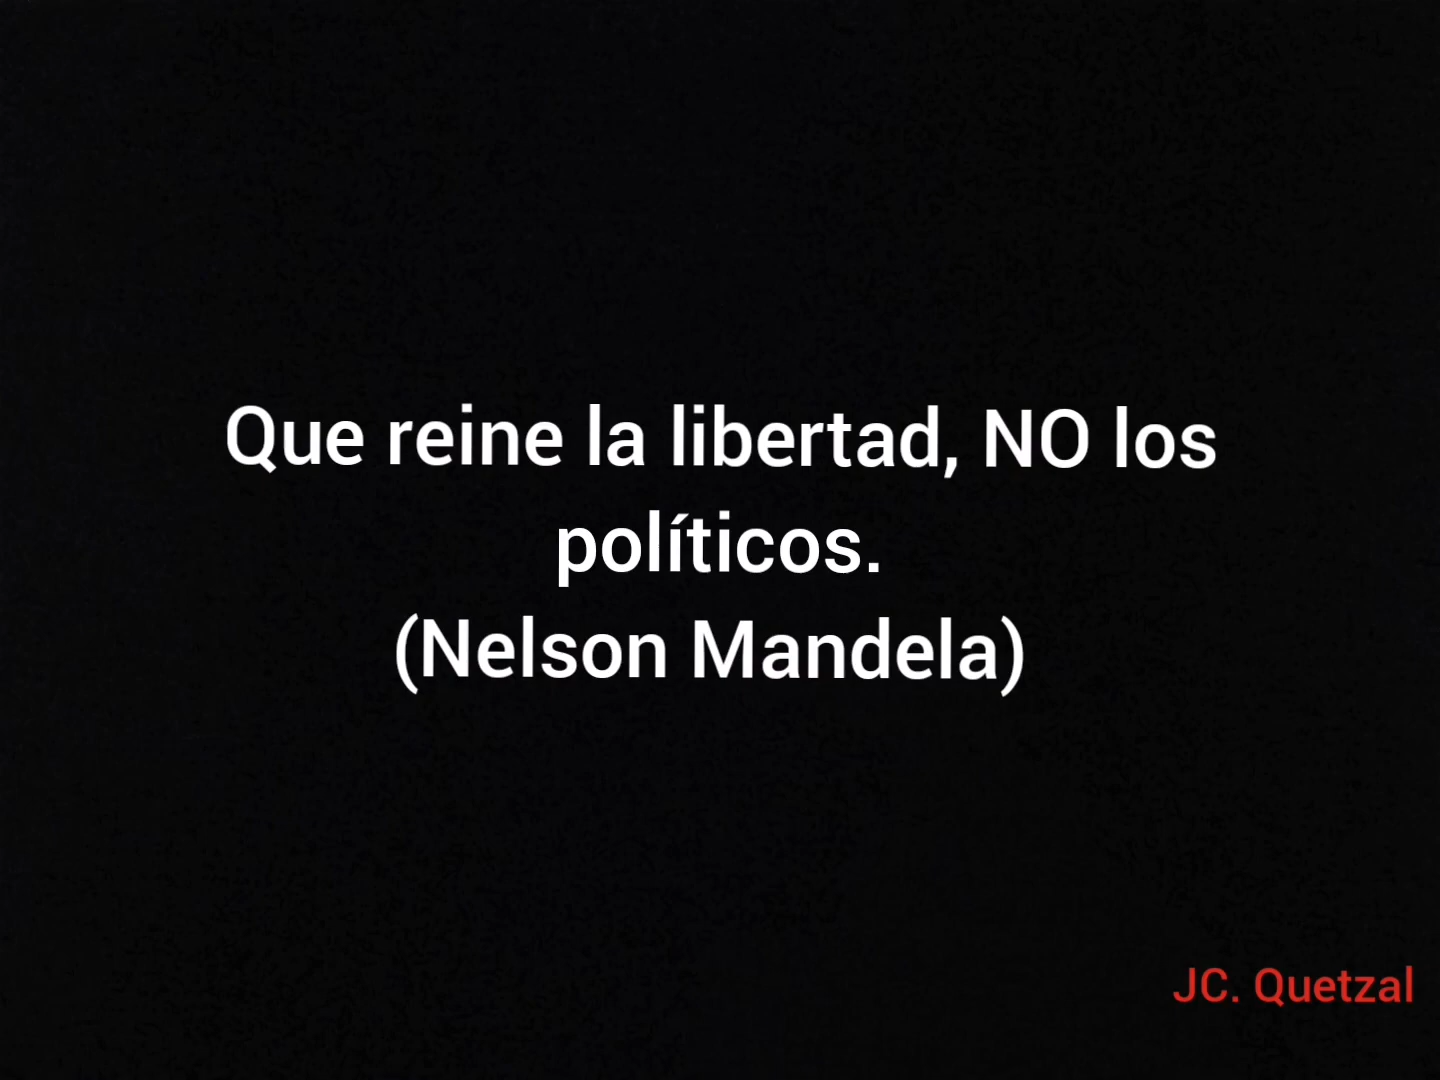 Que reine la libertad, NO los
políticos.
(Nelson Mandela)
JC. Quetzal